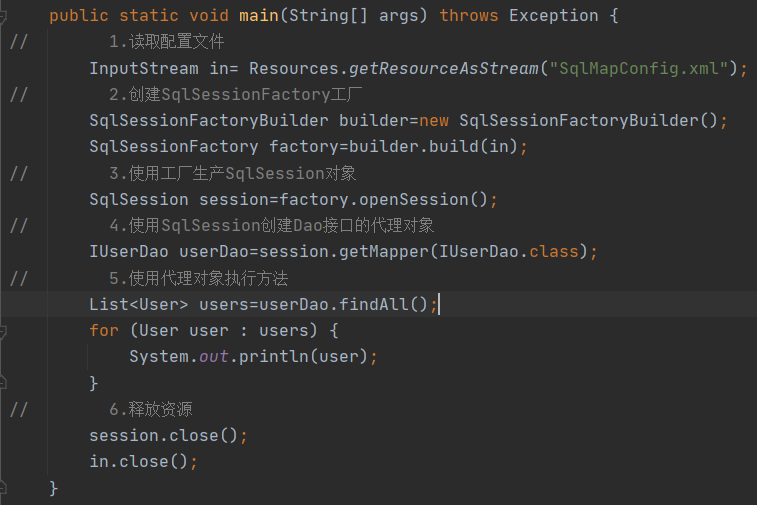 public static void main(String[] args) throws Exception {
//        1.读取配置文件
        InputStream in= Resources.getResourceAsStream("SqlMapConfig.xml");
//        2.创建SqlSessionFactory工厂
        SqlSessionFactoryBuilder builder=new SqlSessionFactoryBuilder();
        SqlSessionFactory factory=builder.build(in);
//        3.使用工厂生产SqlSession对象
        SqlSession session=factory.openSession();
//        4.使用SqlSession创建Dao接口的代理对象
        IUserDao userDao=session.getMapper(IUserDao.class);
//        5.使用代理对象执行方法
        List<User> users=userDao.findAll();
        for (User user : users) {
            System.out.println(user);
        }
//        6.释放资源
        session.close();
        in.close();
    }